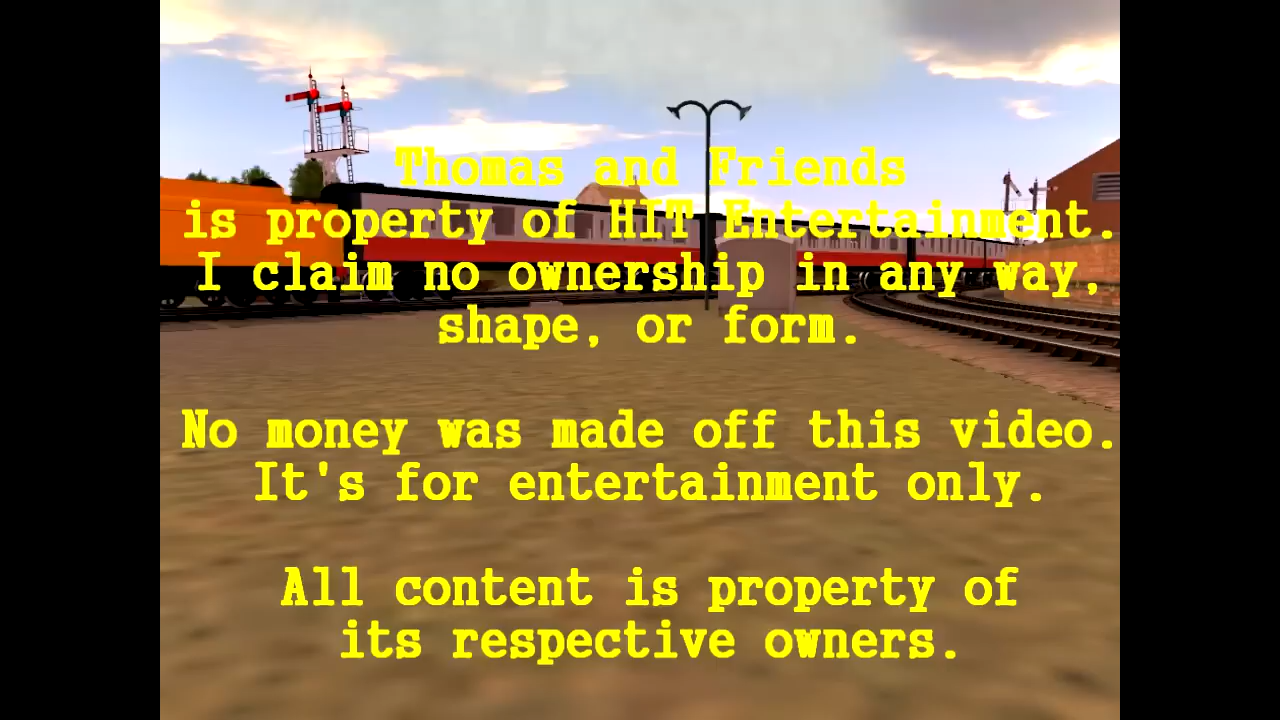 Thomas and Friends
is property of HIT Entertainment.
I claim no ownership in any way,
shape, or form.
No money was made off this video.
It's for entertainment only.
All content is property of
its respective owners.